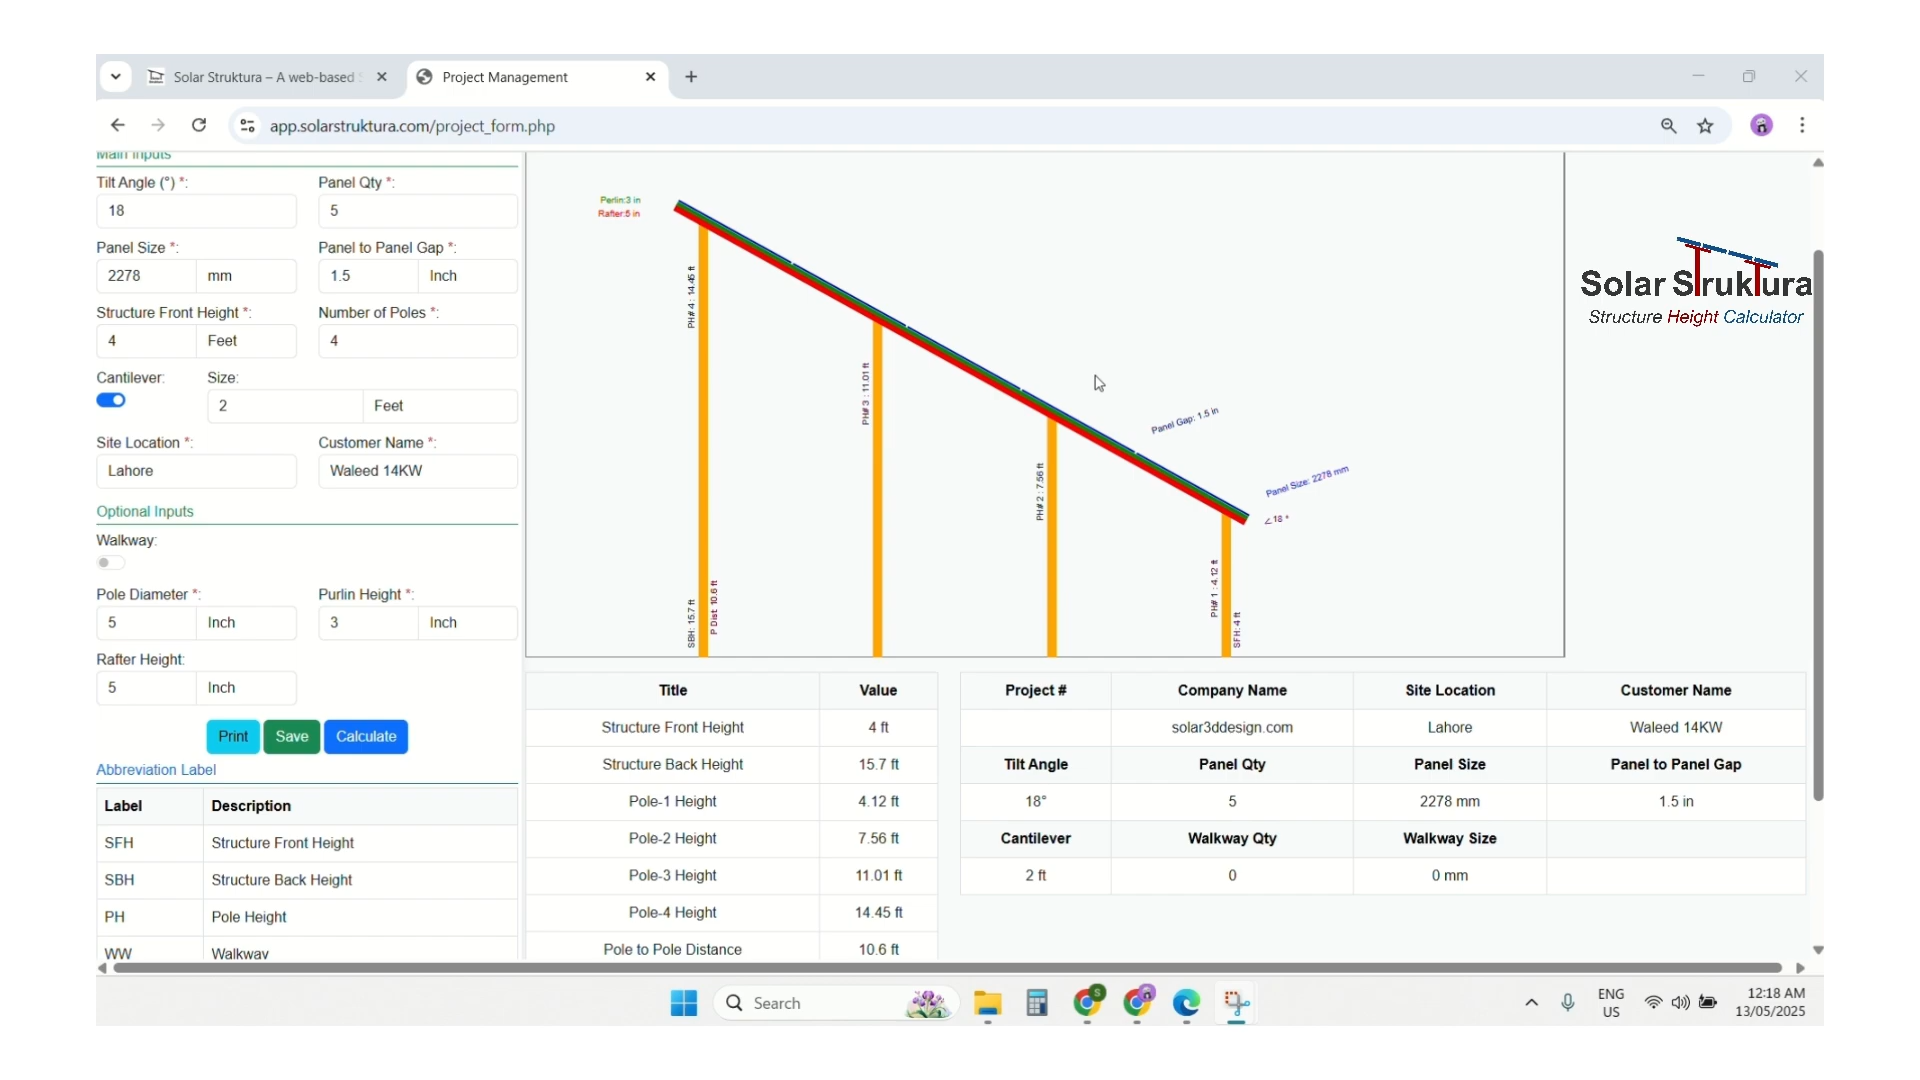 Solar Struktura – A web-based S
Project Management
app.solarstruktura.com/project_form.php
Main Inputs
Tilt Angle (°) *:
Panel Qty *:
18
5
Panel Size *:
Panel to Panel Gap *:
2278
mm
1.5
Inch
Structure Front Height *:
Number of Poles *:
4
Feet
4
Cantilever:
Size:
2
Feet
Site Location *:
Customer Name *:
Lahore
Waleed 14KW
Optional Inputs
Walkway:
Pole Diameter *:
Purlin Height *:
5
Inch
3
Inch
Rafter Height:
5
Inch
Print
Save
Calculate
Abbreviation Label
Label
Description
SFH
Structure Front Height
SBH
Structure Back Height
PH
Pole Height
WW
Walkway
Perlin:3 in
Rafter:5 in
PH# 4 : 14.45 ft
PH# 3 : 11.01 ft
PH# 2 : 7.56 ft
PH# 1 : 4.12 ft
SBH: 15.7 ft
P Dist 10.6 ft
SFH: 4 ft
Panel Gap: 1.5 in
Panel Size: 2278 mm
∠18 °
Solar Struktura
Structure Height Calculator
Title
Value
Structure Front Height
4 ft
Structure Back Height
15.7 ft
Pole-1 Height
4.12 ft
Pole-2 Height
7.56 ft
Pole-3 Height
11.01 ft
Pole-4 Height
14.45 ft
Pole to Pole Distance
10.6 ft
Project #
Company Name
Site Location
Customer Name
solar3ddesign.com
Lahore
Waleed 14KW
Tilt Angle
Panel Qty
Panel Size
Panel to Panel Gap
18°
5
2278 mm
1.5 in
Cantilever
Walkway Qty
Walkway Size
2 ft
0
0 mm
Search
S
ENG
US
12:18 AM
13/05/2025